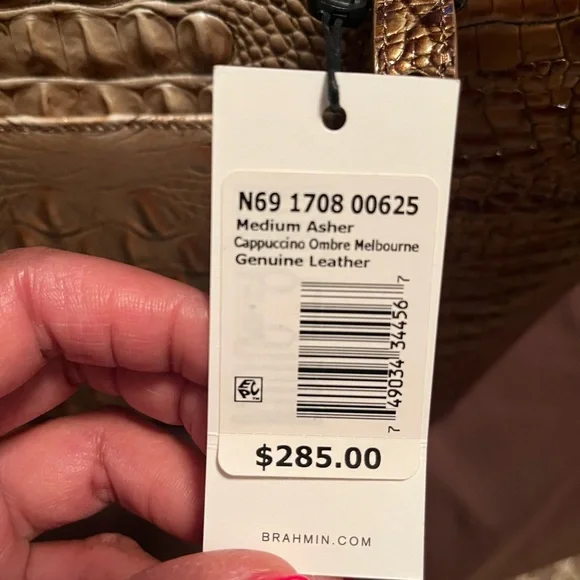 N69 1708 00625
Medium Asher
Cappuccino Ombre Melbourne
Genuine Leather
7 49034 34456 7
$285.00
BRAHMIN.COM